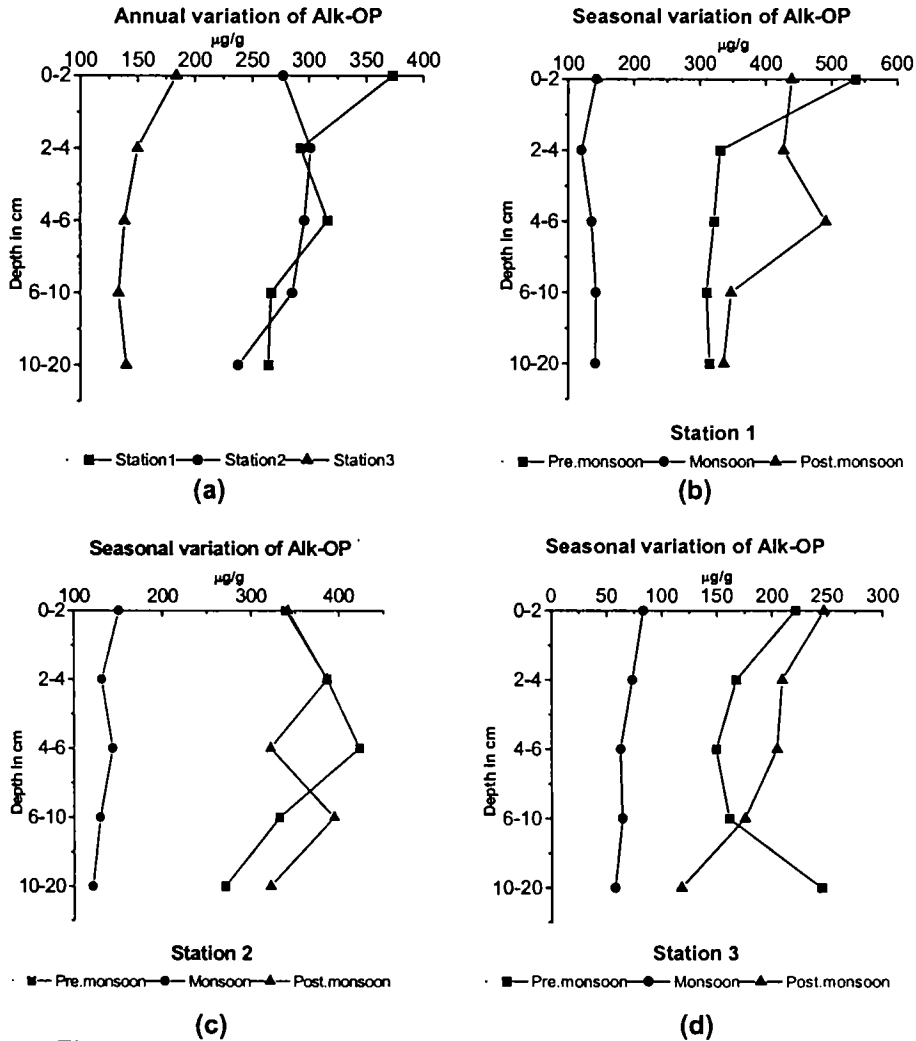 Annual variation of Alk-OP
µg/g
100 150 200 250 300 350 400
0-2
2-4
4-6
6-10
10-20
Depth in cm
Station1 Station2 Station3
(a)
Seasonal variation of Alk-OP
µg/g
100 200 300 400 500 600
0-2
2-4
4-6
6-10
10-20
Depth in cm
Station 1
Pre.monsoon Monsoon Post.monsoon
(b)
Seasonal variation of Alk-OP
µg/g
100 200 300 400
0-2
2-4
4-6
6-10
10-20
Depth in cm
Station 2
Pre.monsoon Monsoon Post.monsoon
(c)
Seasonal variation of Alk-OP
µg/g
0 50 100 150 200 250 300
0-2
2-4
4-6
6-10
10-20
Depth in cm
Station 3
Pre.monsoon Monsoon Post.monsoon
(d)